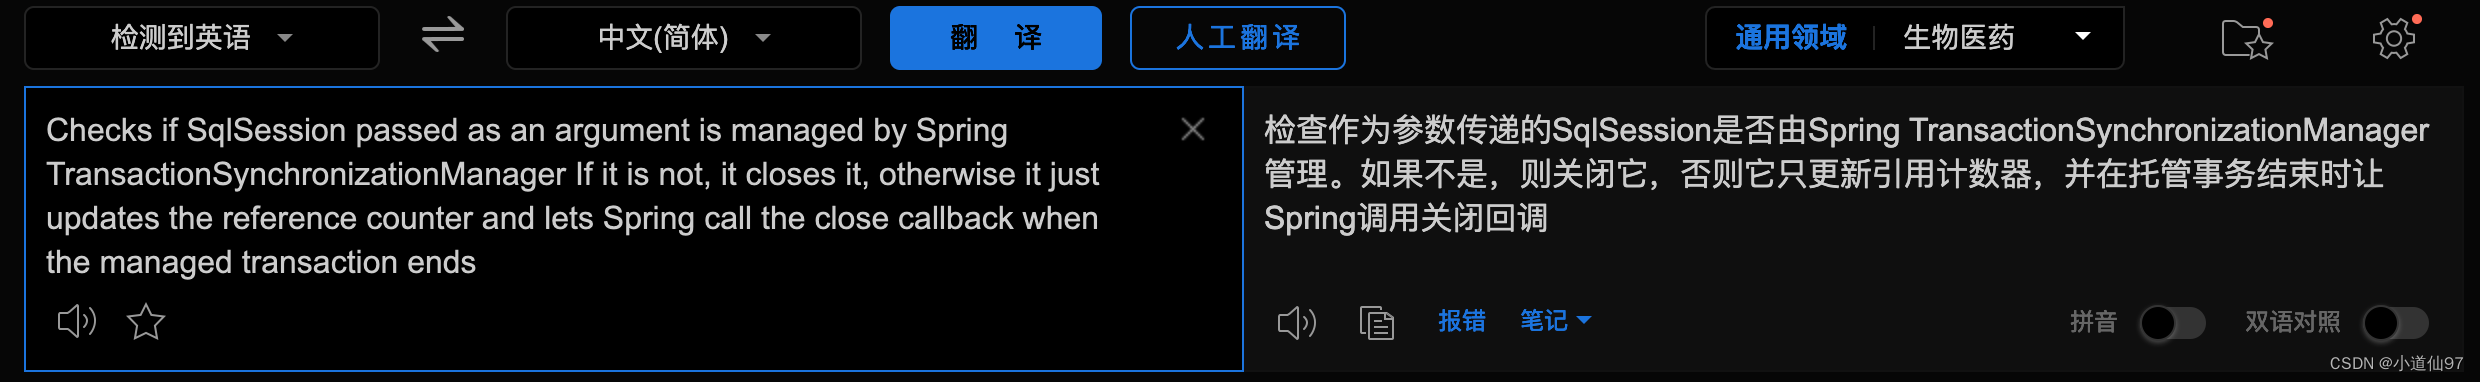 检测到英语
中文(简体)
翻 译
人工翻译
通用领域
生物医药
Checks if SqlSession passed as an argument is managed by Spring
TransactionSynchronizationManager If it is not, it closes it, otherwise it just
updates the reference counter and lets Spring call the close callback when
the managed transaction ends
检查作为参数传递的SqlSession是否由Spring TransactionSynchronizationManager
管理。如果不是，则关闭它，否则它只更新引用计数器，并在托管事务结束时让
Spring调用关闭回调
报错
笔记
拼音
双语对照
CSDN @小道仙97